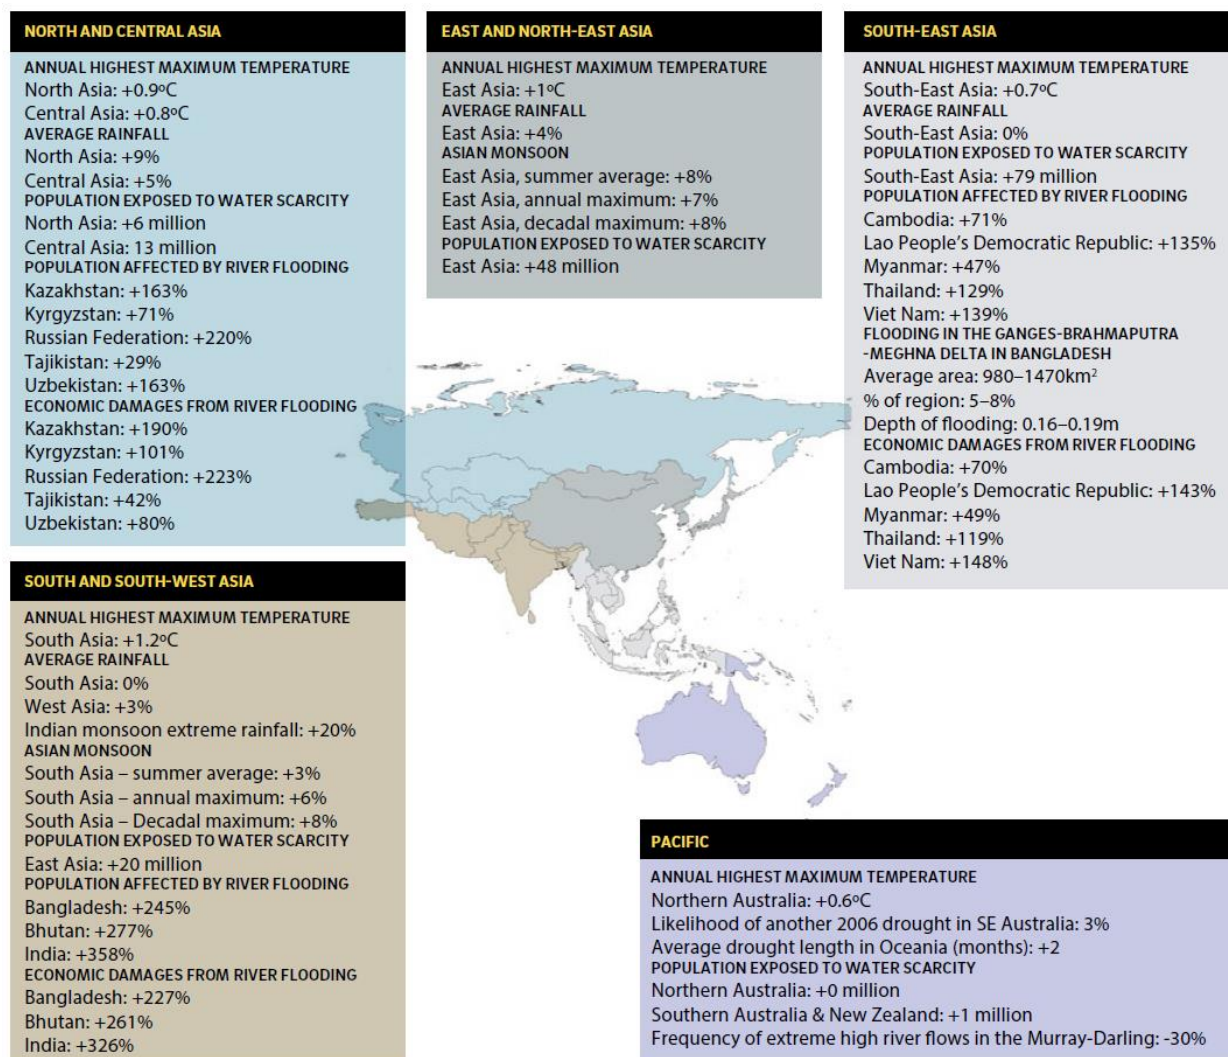 NORTH AND CENTRAL ASIA
ANNUAL HIGHEST MAXIMUM TEMPERATURE
North Asia: +0.9ºC
Central Asia: +0.8ºC
AVERAGE RAINFALL
North Asia: +9%
Central Asia: +5%
POPULATION EXPOSED TO WATER SCARCITY
North Asia: +6 million
Central Asia: 13 million
POPULATION AFFECTED BY RIVER FLOODING
Kazakhstan: +163%
Kyrgyzstan: +71%
Russian Federation: +220%
Tajikistan: +29%
Uzbekistan: +163%
ECONOMIC DAMAGES FROM RIVER FLOODING
Kazakhstan: +190%
Kyrgyzstan: +101%
Russian Federation: +223%
Tajikistan: +42%
Uzbekistan: +80%
EAST AND NORTH-EAST ASIA
ANNUAL HIGHEST MAXIMUM TEMPERATURE
East Asia: +1ºC
AVERAGE RAINFALL
East Asia: +4%
ASIAN MONSOON
East Asia, summer average: +8%
East Asia, annual maximum: +7%
East Asia, decadal maximum: +8%
POPULATION EXPOSED TO WATER SCARCITY
East Asia: +48 million
SOUTH-EAST ASIA
ANNUAL HIGHEST MAXIMUM TEMPERATURE
South-East Asia: +0.7ºC
AVERAGE RAINFALL
South-East Asia: 0%
POPULATION EXPOSED TO WATER SCARCITY
South-East Asia: +79 million
POPULATION AFFECTED BY RIVER FLOODING
Cambodia: +71%
Lao People's Democratic Republic: +135%
Myanmar: +47%
Thailand: +129%
Viet Nam: +139%
FLOODING IN THE GANGES-BRAHMAPUTRA
-MEGHNA DELTA IN BANGLADESH
Average area: 980–1470km²
% of region: 5–8%
Depth of flooding: 0.16–0.19m
ECONOMIC DAMAGES FROM RIVER FLOODING
Cambodia: +70%
Lao People's Democratic Republic: +143%
Myanmar: +49%
Thailand: +119%
Viet Nam: +148%
SOUTH AND SOUTH-WEST ASIA
ANNUAL HIGHEST MAXIMUM TEMPERATURE
South Asia: +1.2ºC
AVERAGE RAINFALL
South Asia: 0%
West Asia: +3%
Indian monsoon extreme rainfall: +20%
ASIAN MONSOON
South Asia – summer average: +3%
South Asia – annual maximum: +6%
South Asia – Decadal maximum: +8%
POPULATION EXPOSED TO WATER SCARCITY
East Asia: +20 million
POPULATION AFFECTED BY RIVER FLOODING
Bangladesh: +245%
Bhutan: +277%
India: +358%
ECONOMIC DAMAGES FROM RIVER FLOODING
Bangladesh: +227%
Bhutan: +261%
India: +326%
PACIFIC
ANNUAL HIGHEST MAXIMUM TEMPERATURE
Northern Australia: +0.6ºC
Likelihood of another 2006 drought in SE Australia: 3%
Average drought length in Oceania (months): +2
POPULATION EXPOSED TO WATER SCARCITY
Northern Australia: +0 million
Southern Australia & New Zealand: +1 million
Frequency of extreme high river flows in the Murray-Darling: -30%